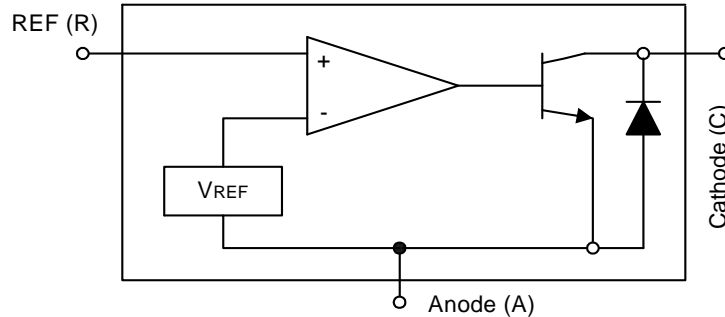 REF (R)
+
-
VREF
Cathode (C)
Anode (A)